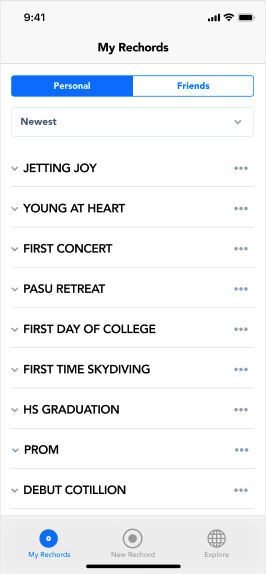 9:41
My Rechords
Personal Friends
Newest
JETTING JOY
YOUNG AT HEART
FIRST CONCERT
PASU RETREAT
FIRST DAY OF COLLEGE
FIRST TIME SKYDIVING
HS GRADUATION
PROM
DEBUT COTILLION
My Rechords New Rechord Explore